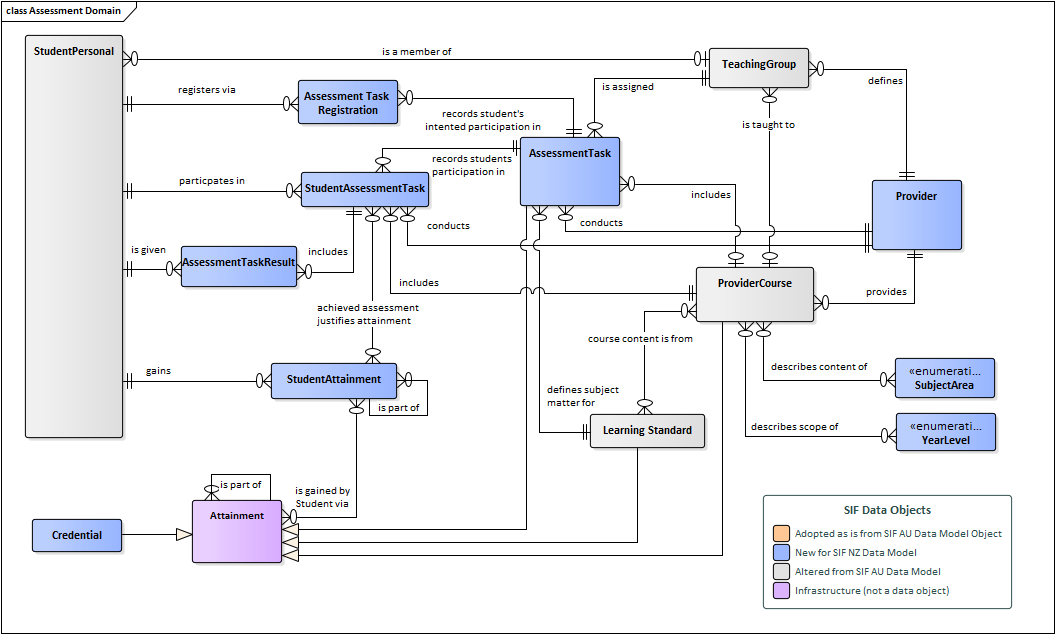 class Assessment Domain
StudentPersonal
is a member of
TeachingGroup
registers via
Assessment Task
Registration
is assigned
defines
records student's
intented participation in
is taught to
AssessmentTask
records students
participation in
particpates in
StudentAssessmentTask
includes
Provider
conducts
conducts
is given
AssessmentTaskResult
includes
includes
ProviderCourse
provides
achieved assessment
justifies attainment
course content is from
gains
StudentAttainment
is part of
describes content of
«enumerati...
SubjectArea
defines subject
matter for
Learning Standard
describes scope of
«enumerati...
YearLevel
is part of
is gained by
Student via
Attainment
Credential
SIF Data Objects
Adopted as is from SIF AU Data Model Object
New for SIF NZ Data Model
Altered from SIF AU Data Model
Infrastructure (not a data object)